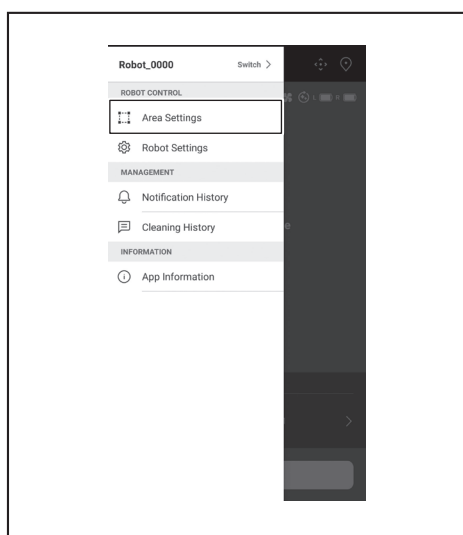 Robot_0000 Switch >
ROBOT CONTROL
Area Settings
Robot Settings
MANAGEMENT
Notification History
Cleaning History
INFORMATION
App Information